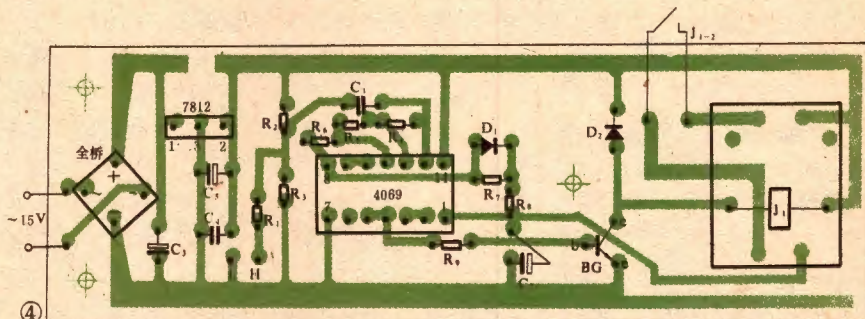 J₁₋₂
7812
1 3 2
全桥
+
~
~15V
C₅
C₄
C₃
R₂
R₁
R₃
H
C₁
R₆
4069
14
7
1
D₁
R₇
R₈
R₉
C
D₂
b
c
e
BG
J₁
④